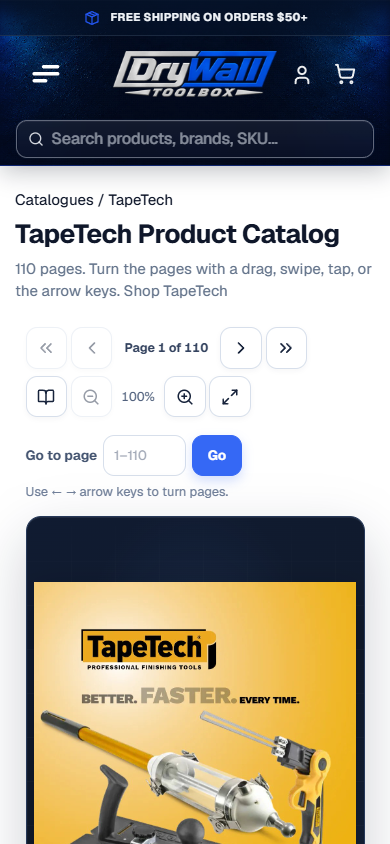 FREE SHIPPING ON ORDERS $50+
DryWall
TOOLBOX
Search products, brands, SKU...
Catalogues / TapeTech
TapeTech Product Catalog
110 pages. Turn the pages with a drag, swipe, tap, or
the arrow keys. Shop TapeTech
Page 1 of 110
100%
Go to page 1–110 Go
Use ← → arrow keys to turn pages.
TapeTech
PROFESSIONAL FINISHING TOOLS
BETTER. FASTER. EVERY TIME.